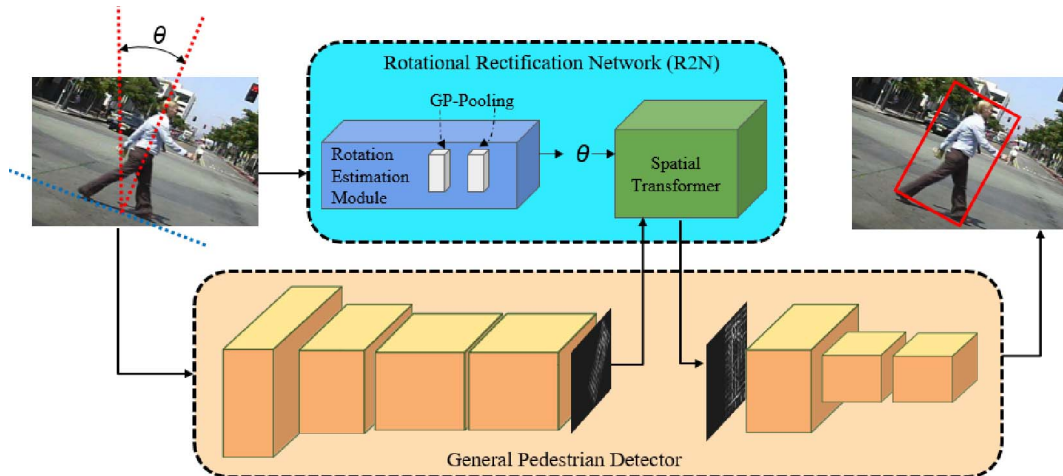 θ
Rotational Rectification Network (R2N)
GP-Pooling
Rotation
Estimation
Module
θ
Spatial
Transformer
General Pedestrian Detector